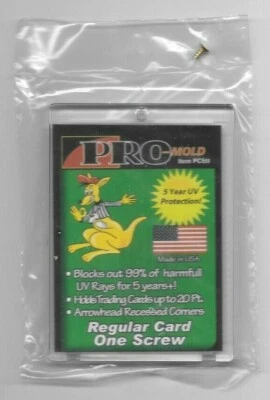 PRO-MOLD
Item PCSII
5 Year UV
Protection!
Made in USA
• Blocks out 99% of harmfull
UV Rays for 5 years+!
• Holds Trading Cards up to 20 Pt.
• Arrowhead Recessed Corners
Regular Card
One Screw